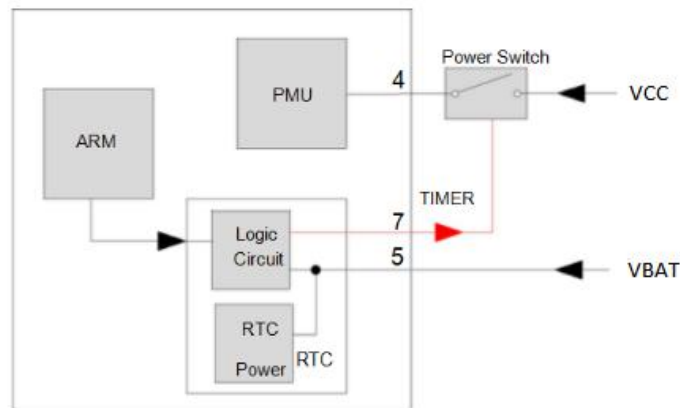 Power Switch
4
VCC
PMU
ARM
TIMER
7
Logic
Circuit
5
VBAT
RTC
Power
RTC